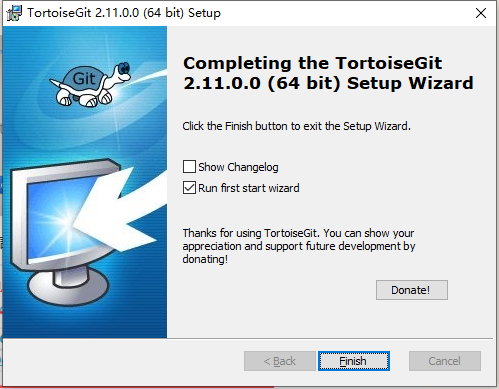 TortoiseGit 2.11.0.0 (64 bit) Setup
Git
Completing the TortoiseGit
2.11.0.0 (64 bit) Setup Wizard
Click the Finish button to exit the Setup Wizard.
Show Changelog
Run first start wizard
Thanks for using TortoiseGit. You can show your
appreciation and support future development by
donating!
Donate!
< Back
Finish
Cancel